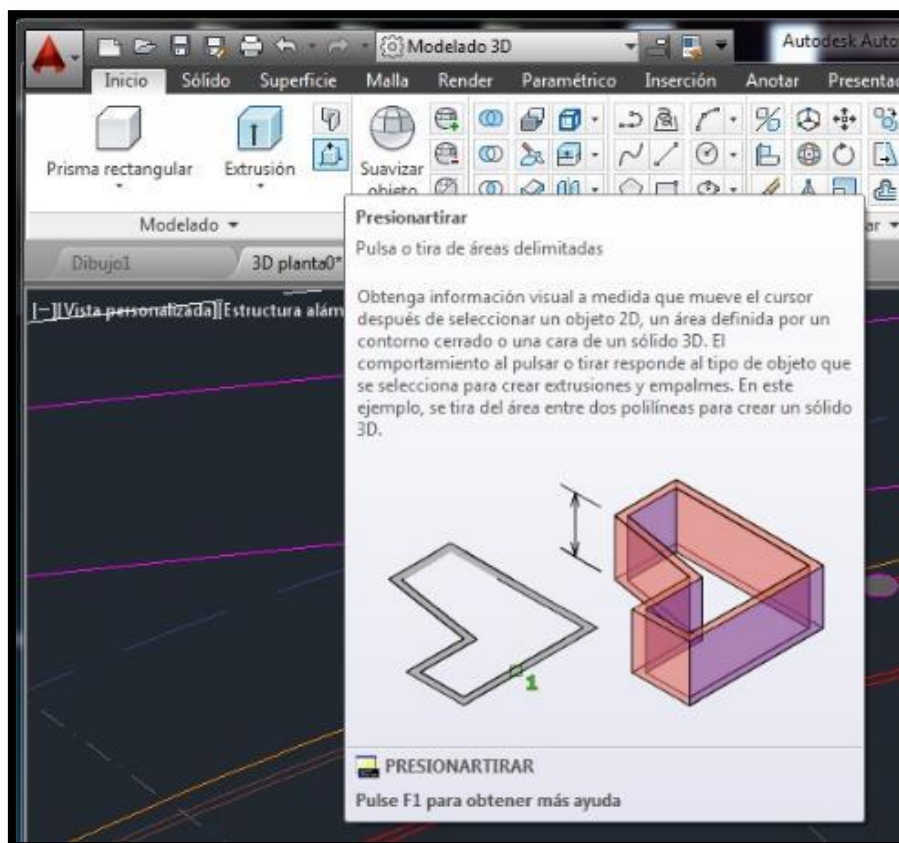 Modelado 3D
Autodesk Auto
Inicio Sólido Superficie Malla Render Paramétrico Inserción Anotar Presentac
Prisma rectangular Extrusión Suavizar
objeto
Modelado
ar
Dibujo1 3D planta0*
[−][Vista personalizada][Estructura alám
Presionartirar
Pulsa o tira de áreas delimitadas
Obtenga información visual a medida que mueve el cursor
después de seleccionar un objeto 2D, un área definida por un
contorno cerrado o una cara de un sólido 3D. El
comportamiento al pulsar o tirar responde al tipo de objeto que
se selecciona para crear extrusiones y empalmes. En este
ejemplo, se tira del área entre dos polilíneas para crear un sólido
3D.
1
PRESIONARTIRAR
Pulse F1 para obtener más ayuda